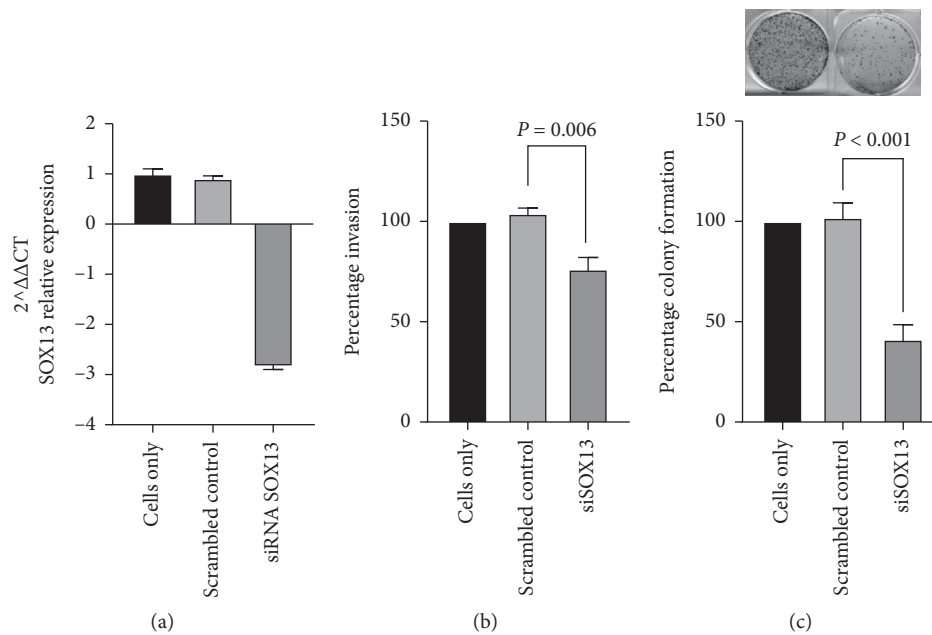 2^ΔΔCT
SOX13 relative expression
2
1
0
−1
−2
−3
−4
Cells only
Scrambled control
siRNA SOX13
(a)
Percentage invasion
150
100
50
0
P = 0.006
Cells only
Scrambled control
siSOX13
(b)
Percentage colony formation
150
100
50
0
P < 0.001
Cells only
Scrambled control
siSOX13
(c)